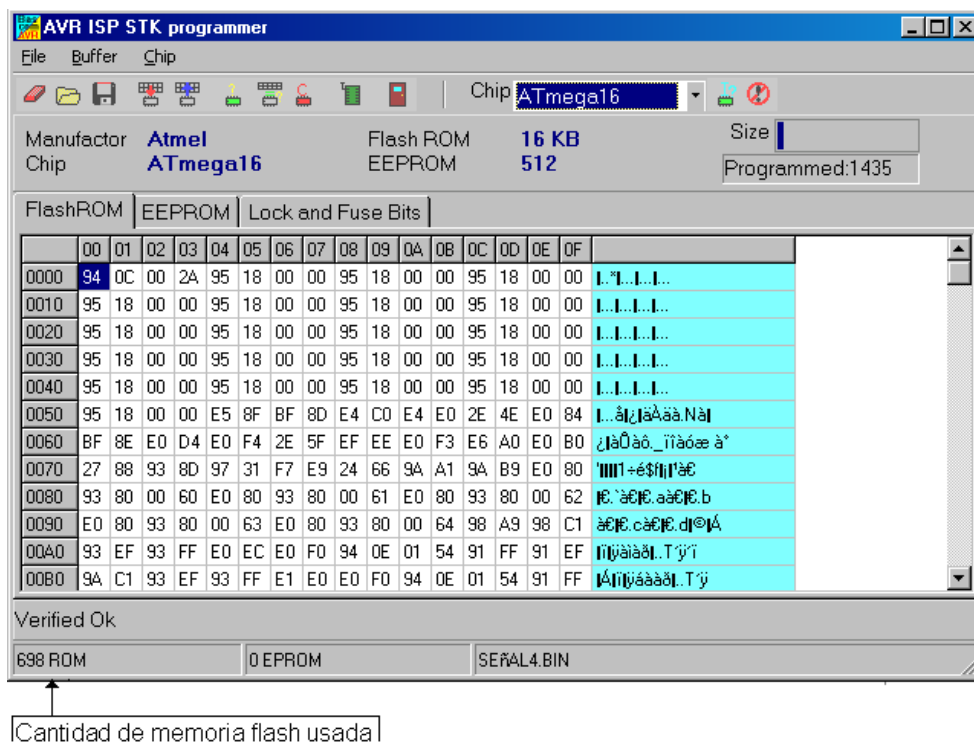 AVR ISP STK programmer
File Buffer Chip
Chip ATmega16
Manufactor Atmel Flash ROM 16 KB Size
Chip ATmega16 EEPROM 512 Programmed:1435
FlashROM EEPROM Lock and Fuse Bits
00 01 02 03 04 05 06 07 08 09 0A 0B 0C 0D 0E 0F
0000 94 0C 00 2A 95 18 00 00 95 18 00 00 95 18 00 00
0010 95 18 00 00 95 18 00 00 95 18 00 00 95 18 00 00
0020 95 18 00 00 95 18 00 00 95 18 00 00 95 18 00 00
0030 95 18 00 00 95 18 00 00 95 18 00 00 95 18 00 00
0040 95 18 00 00 95 18 00 00 95 18 00 00 95 18 00 00
0050 95 18 00 00 E5 8F BF 8D E4 C0 E4 E0 2E 4E E0 84
0060 BF 8E E0 D4 E0 F4 2E 5F EF EE E0 F3 E6 A0 E0 B0
0070 27 88 93 8D 97 31 F7 E9 24 66 9A A1 9A B9 E0 80
0080 93 80 00 60 E0 80 93 80 00 61 E0 80 93 80 00 62
0090 E0 80 93 80 00 63 E0 80 93 80 00 64 98 A9 98 C1
00A0 93 EF 93 FF E0 EC E0 F0 94 0E 01 54 91 FF 91 EF
00B0 9A C1 93 EF 93 FF E1 E0 E0 F0 94 0E 01 54 91 FF
Verified Ok
698 ROM 0 EPROM SEñAL4.BIN
Cantidad de memoria flash usada